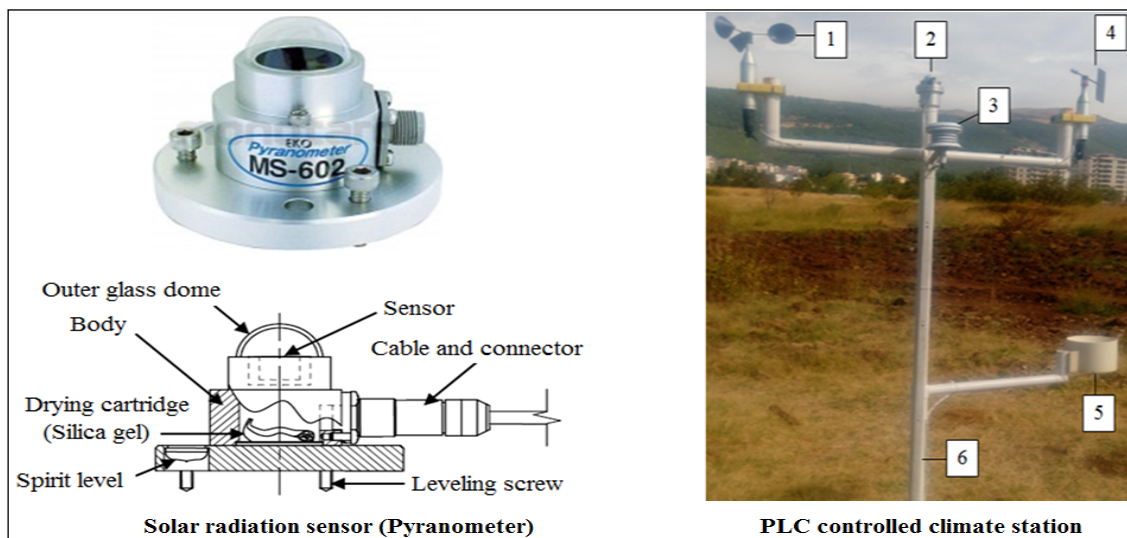 EKO
Pyranometer
MS-602
Outer glass dome
Body
Sensor
Cable and connector
Drying cartridge
(Silica gel)
Spirit level
Leveling screw
Solar radiation sensor (Pyranometer)
1
2
3
4
5
6
PLC controlled climate station